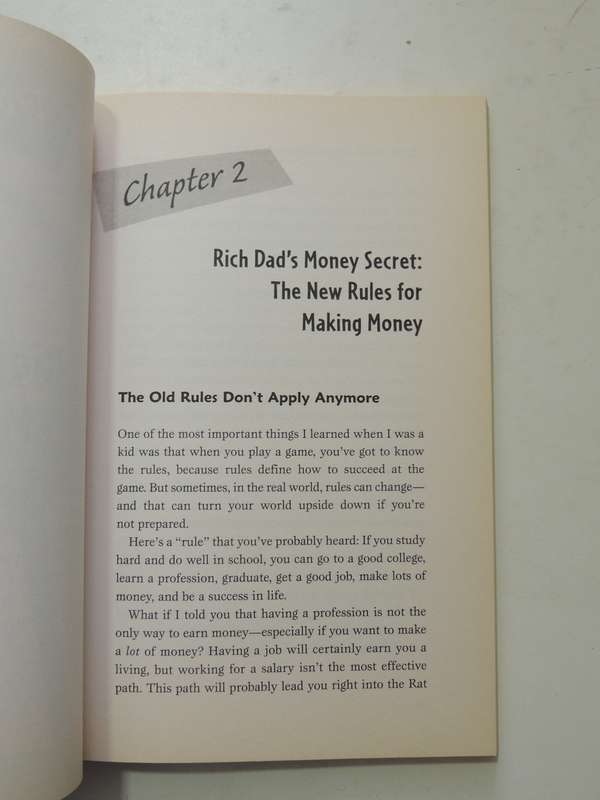 Chapter 2
Rich Dad's Money Secret:
The New Rules for
Making Money
The Old Rules Don't Apply Anymore
One of the most important things I learned when I was a
kid was that when you play a game, you've got to know
the rules, because rules define how to succeed at the
game. But sometimes, in the real world, rules can change—
and that can turn your world upside down if you're
not prepared.
Here's a “rule” that you've probably heard: If you study
hard and do well in school, you can go to a good college,
learn a profession, graduate, get a good job, make lots of
money, and be a success in life.
What if I told you that having a profession is not the
only way to earn money—especially if you want to make
a lot of money? Having a job will certainly earn you a
living, but working for a salary isn't the most effective
path. This path will probably lead you right into the Rat